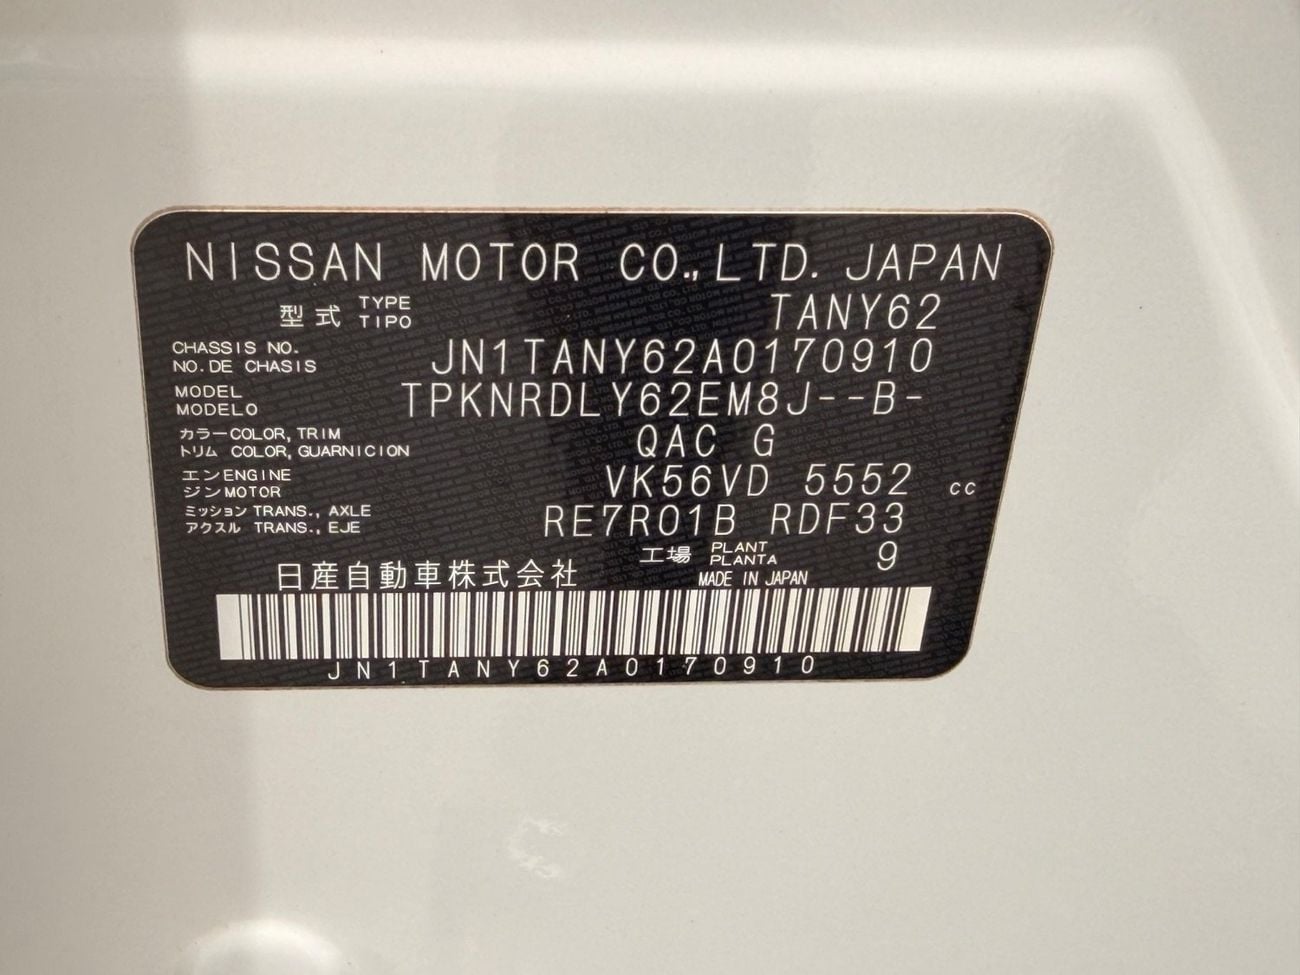 NISSAN MOTOR CO., LTD. JAPAN
型式 TYPE TIPO TANY62
CHASSIS NO. NO. DE CHASIS JN1TANY62A0170910
MODEL MODELO TPKNRDLY62EM8J--B-
カラー COLOR, TRIM
トリム COLOR, GUARNICION QAC G
エン ENGINE
ジン MOTOR VK56VD 5552 cc
ミッション TRANS., AXLE
アクスル TRANS., EJE RE7R01B RDF33
工場 PLANT PLANTA 9
日産自動車株式会社 MADE IN JAPAN
JN1TANY62A0170910